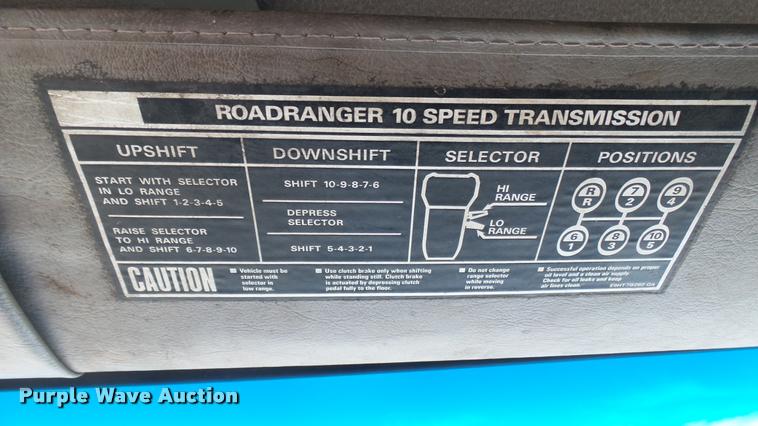 ROADRANGER 10 SPEED TRANSMISSION
UPSHIFT
START WITH SELECTOR
IN LO RANGE
AND SHIFT 1-2-3-4-5
RAISE SELECTOR
TO HI RANGE
AND SHIFT 6-7-8-9-10
DOWNSHIFT
SHIFT 10-9-8-7-6
DEPRESS
SELECTOR
SHIFT 5-4-3-2-1
SELECTOR
HI
RANGE
LO
RANGE
POSITIONS
R 7 9
R 2 4
6 8 10
1 3 5
CAUTION
■ Vehicle must be
started with
selector in
low range.
■ Use clutch brake only when shifting
while standing still. Clutch brake
is actuated by depressing clutch
pedal fully to the floor.
■ Do not change
range selector
while moving
in reverse.
■ Successful operation depends on proper
oil level and a clean air supply.
Check for oil leaks and keep
air lines clean.
Purple Wave Auction